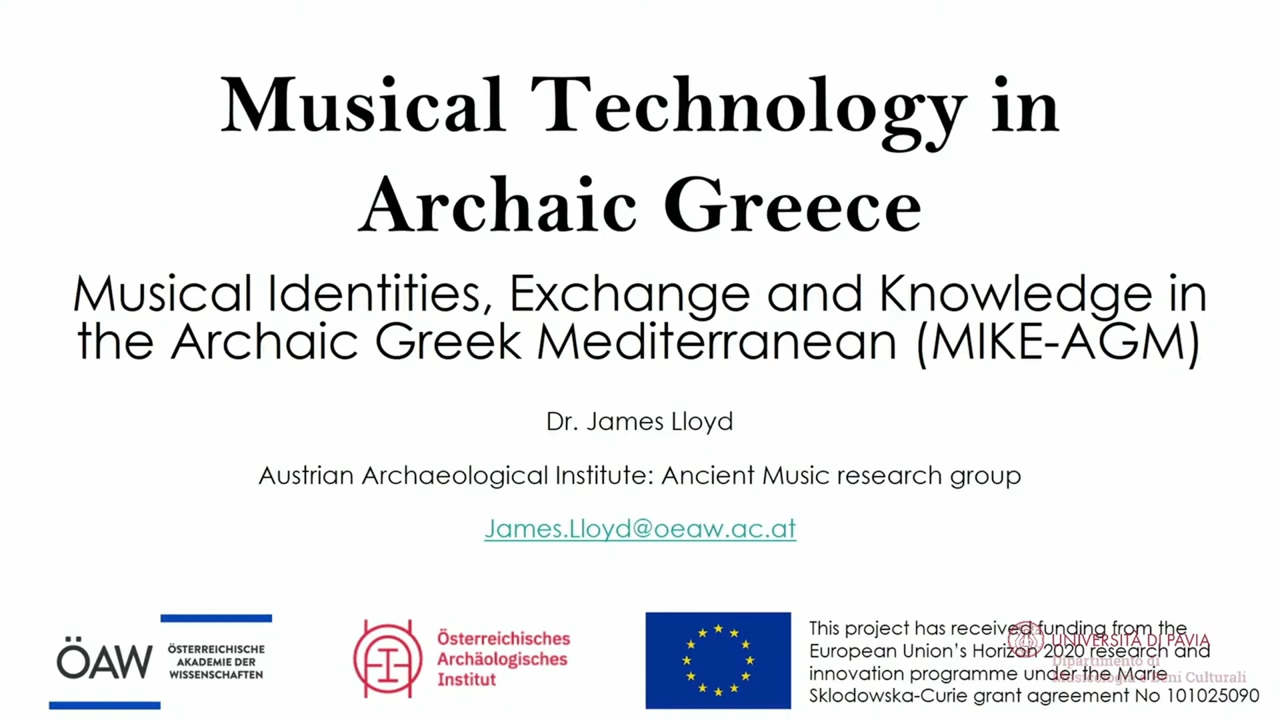 Musical Technology in
Archaic Greece
Musical Identities, Exchange and Knowledge in
the Archaic Greek Mediterranean (MIKE-AGM)
Dr. James Lloyd
Austrian Archaeological Institute: Ancient Music research group
James.Lloyd@oeaw.ac.at
ÖAW
ÖSTERREICHISCHE
AKADEMIE DER
WISSENSCHAFTEN
Österreichisches
Archäologisches
Institut
This project has received funding from the
European Union's Horizon 2020 research and
innovation programme under the Marie
Sklodowska-Curie grant agreement No 101025090
UNIVERSITÀ DI PAVIA
Dipartimento di
Musicologia e Beni Culturali